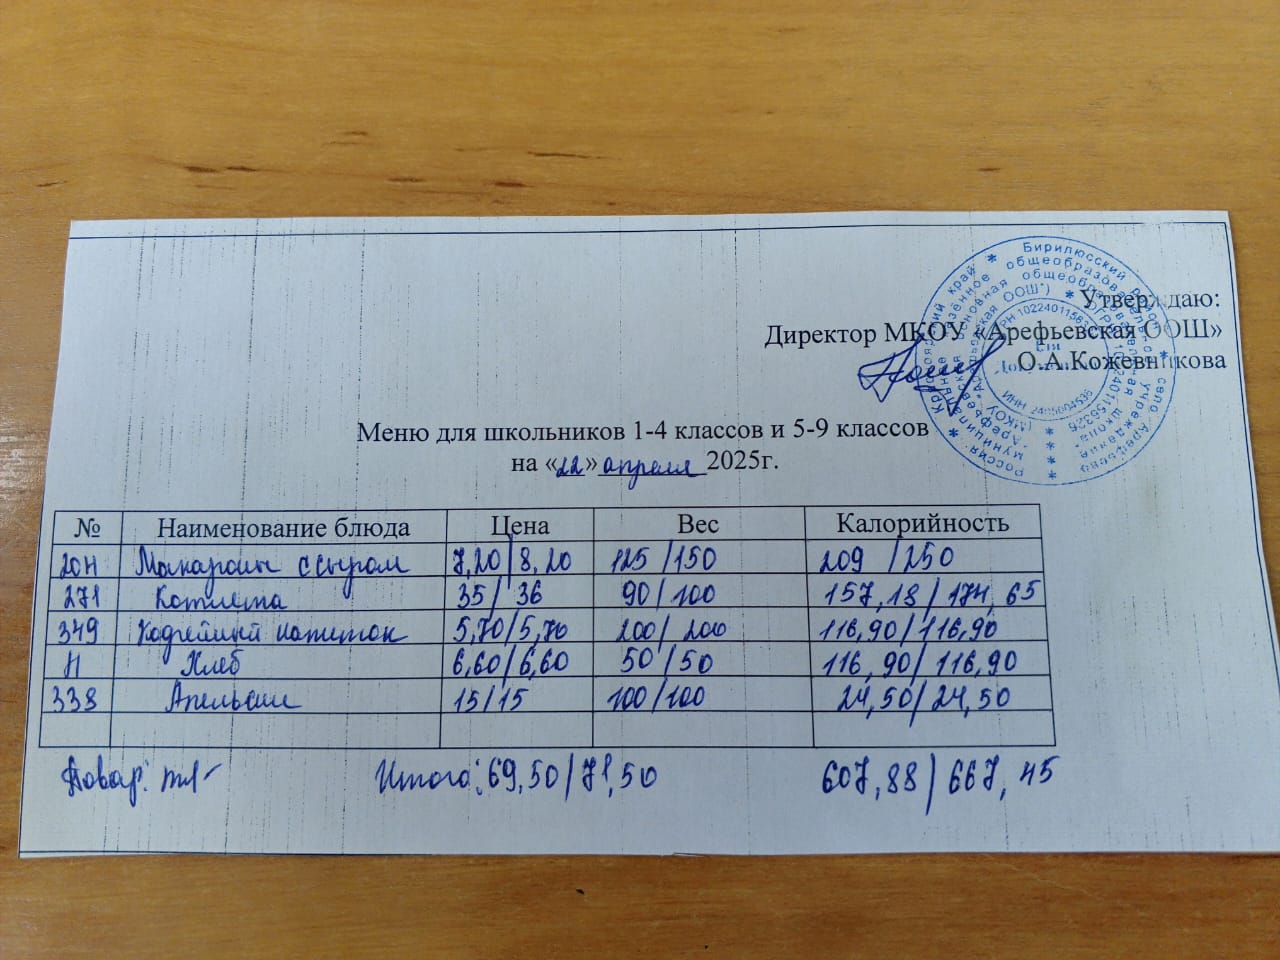 Утверждаю:
Директор МКОУ «Арефьевская ООШ»
О.А.Кожевникова
Меню для школьников 1-4 классов и 5-9 классов
на «22» апреля 2025г.
№ Наименование блюда Цена Вес Калорийность
204 Макароны с сыром 7,20/8,20 125/150 209/250
271 Котлета 35/36 90/100 157,18/174,65
349 Кофейный напиток 5,70/5,70 200/200 116,90/116,90
Н Хлеб 6,60/6,60 50/50 116,90/116,90
338 Апельсин 15/15 100/100 24,50/24,50
Повар: Итого: 69,50/71,50 607,88/667,45